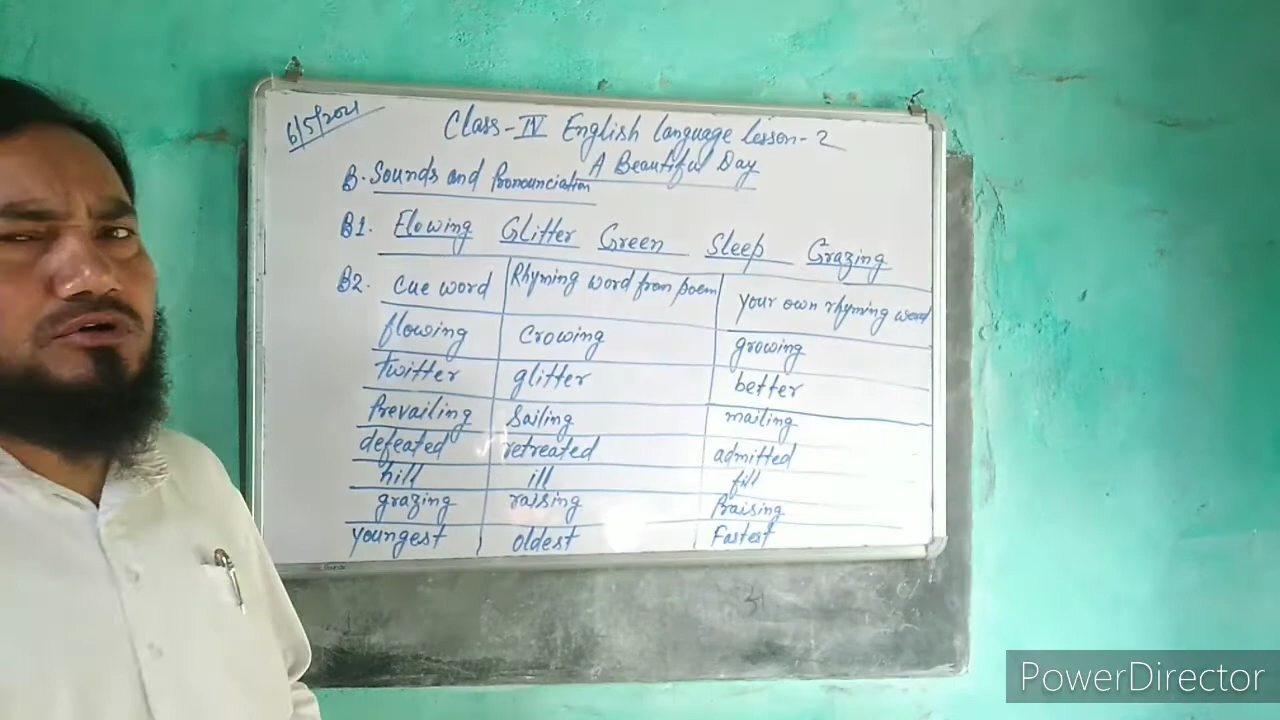 6/5/2021
Class-IV English Language lesson-2
A Beautiful Day
B. Sounds and Pronounciation
B1. Flowing Glitter Green Sleep Grazing
B2. Cue word Rhyming word from poem your own rhyming word
flowing Crowing growing
twitter glitter better
Prevailing Sailing mailing
defeated retreated admitted
hill ill fill
grazing raising Praising
youngest oldest Fastest
PowerDirector